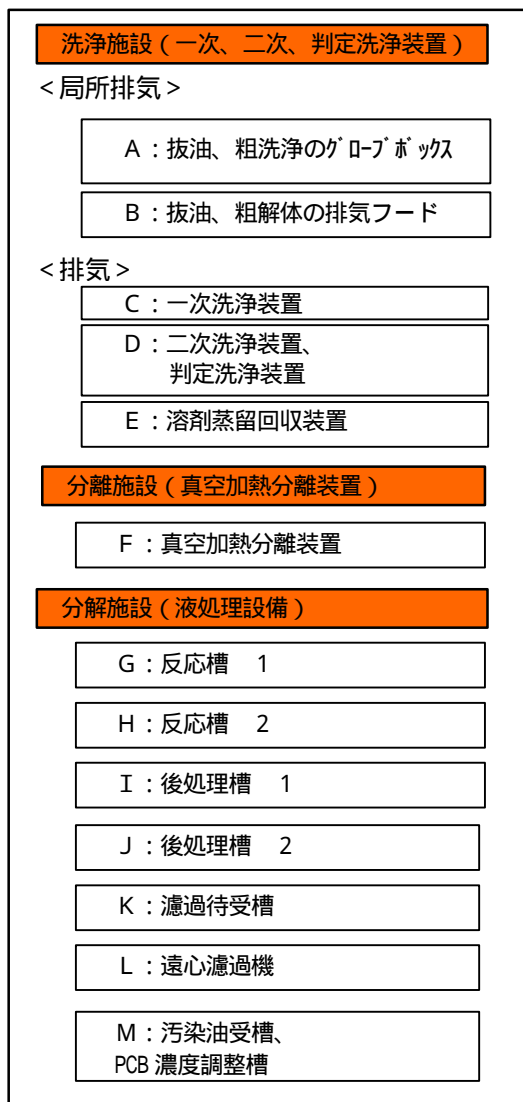 洗浄施設（一次、二次、判定洗浄装置）
＜局所排気＞
A：抜油、粗洗浄のｸﾞﾛｰﾌﾞﾎﾞｯｸｽ
B：抜油、粗解体の排気フード
＜排気＞
C：一次洗浄装置
D：二次洗浄装置、
判定洗浄装置
E：溶剤蒸留回収装置
分離施設（真空加熱分離装置）
F：真空加熱分離装置
分解施設（液処理設備）
G：反応槽　1
H：反応槽　2
I：後処理槽　1
J：後処理槽　2
K：濾過待受槽
L：遠心濾過機
M：汚染油受槽、
PCB 濃度調整槽